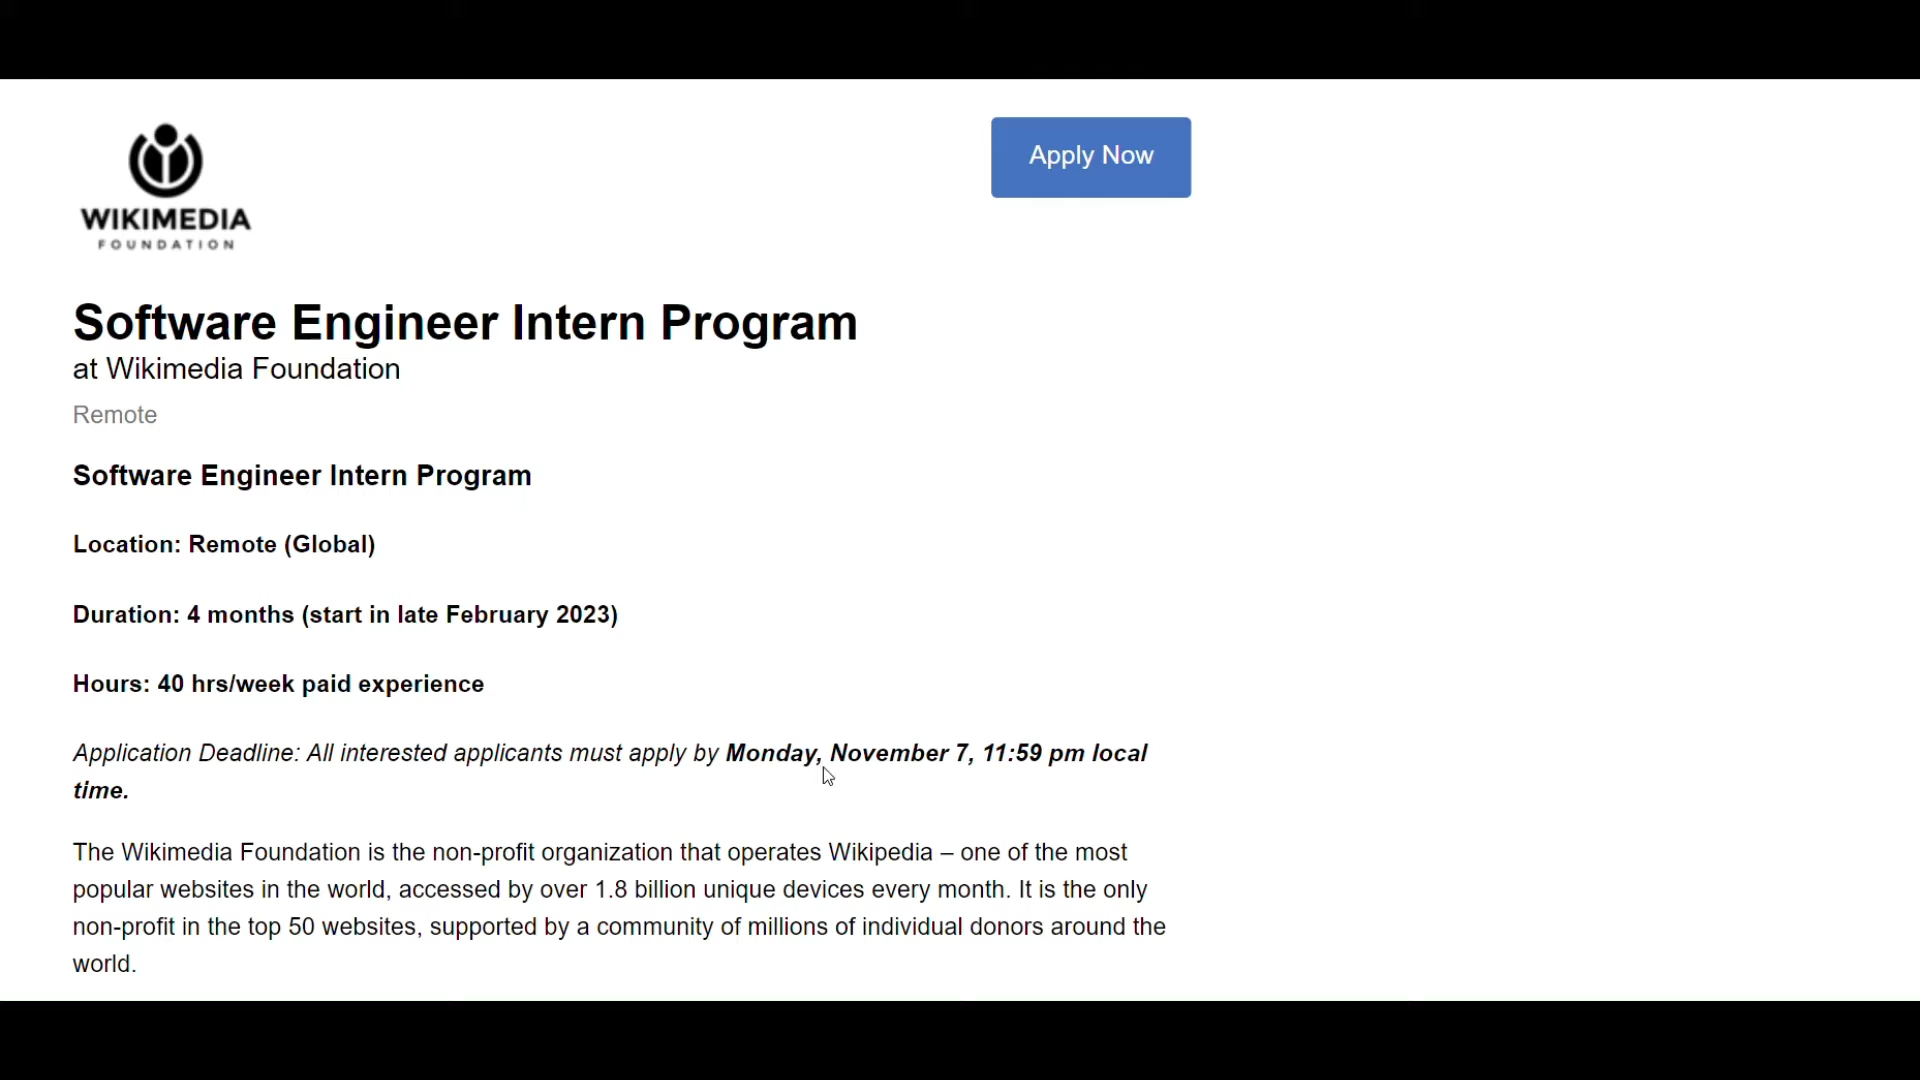 WIKIMEDIA
FOUNDATION
Apply Now
Software Engineer Intern Program
at Wikimedia Foundation
Remote
Software Engineer Intern Program
Location: Remote (Global)
Duration: 4 months (start in late February 2023)
Hours: 40 hrs/week paid experience
Application Deadline: All interested applicants must apply by Monday, November 7, 11:59 pm local
time.
The Wikimedia Foundation is the non-profit organization that operates Wikipedia – one of the most
popular websites in the world, accessed by over 1.8 billion unique devices every month. It is the only
non-profit in the top 50 websites, supported by a community of millions of individual donors around the
world.